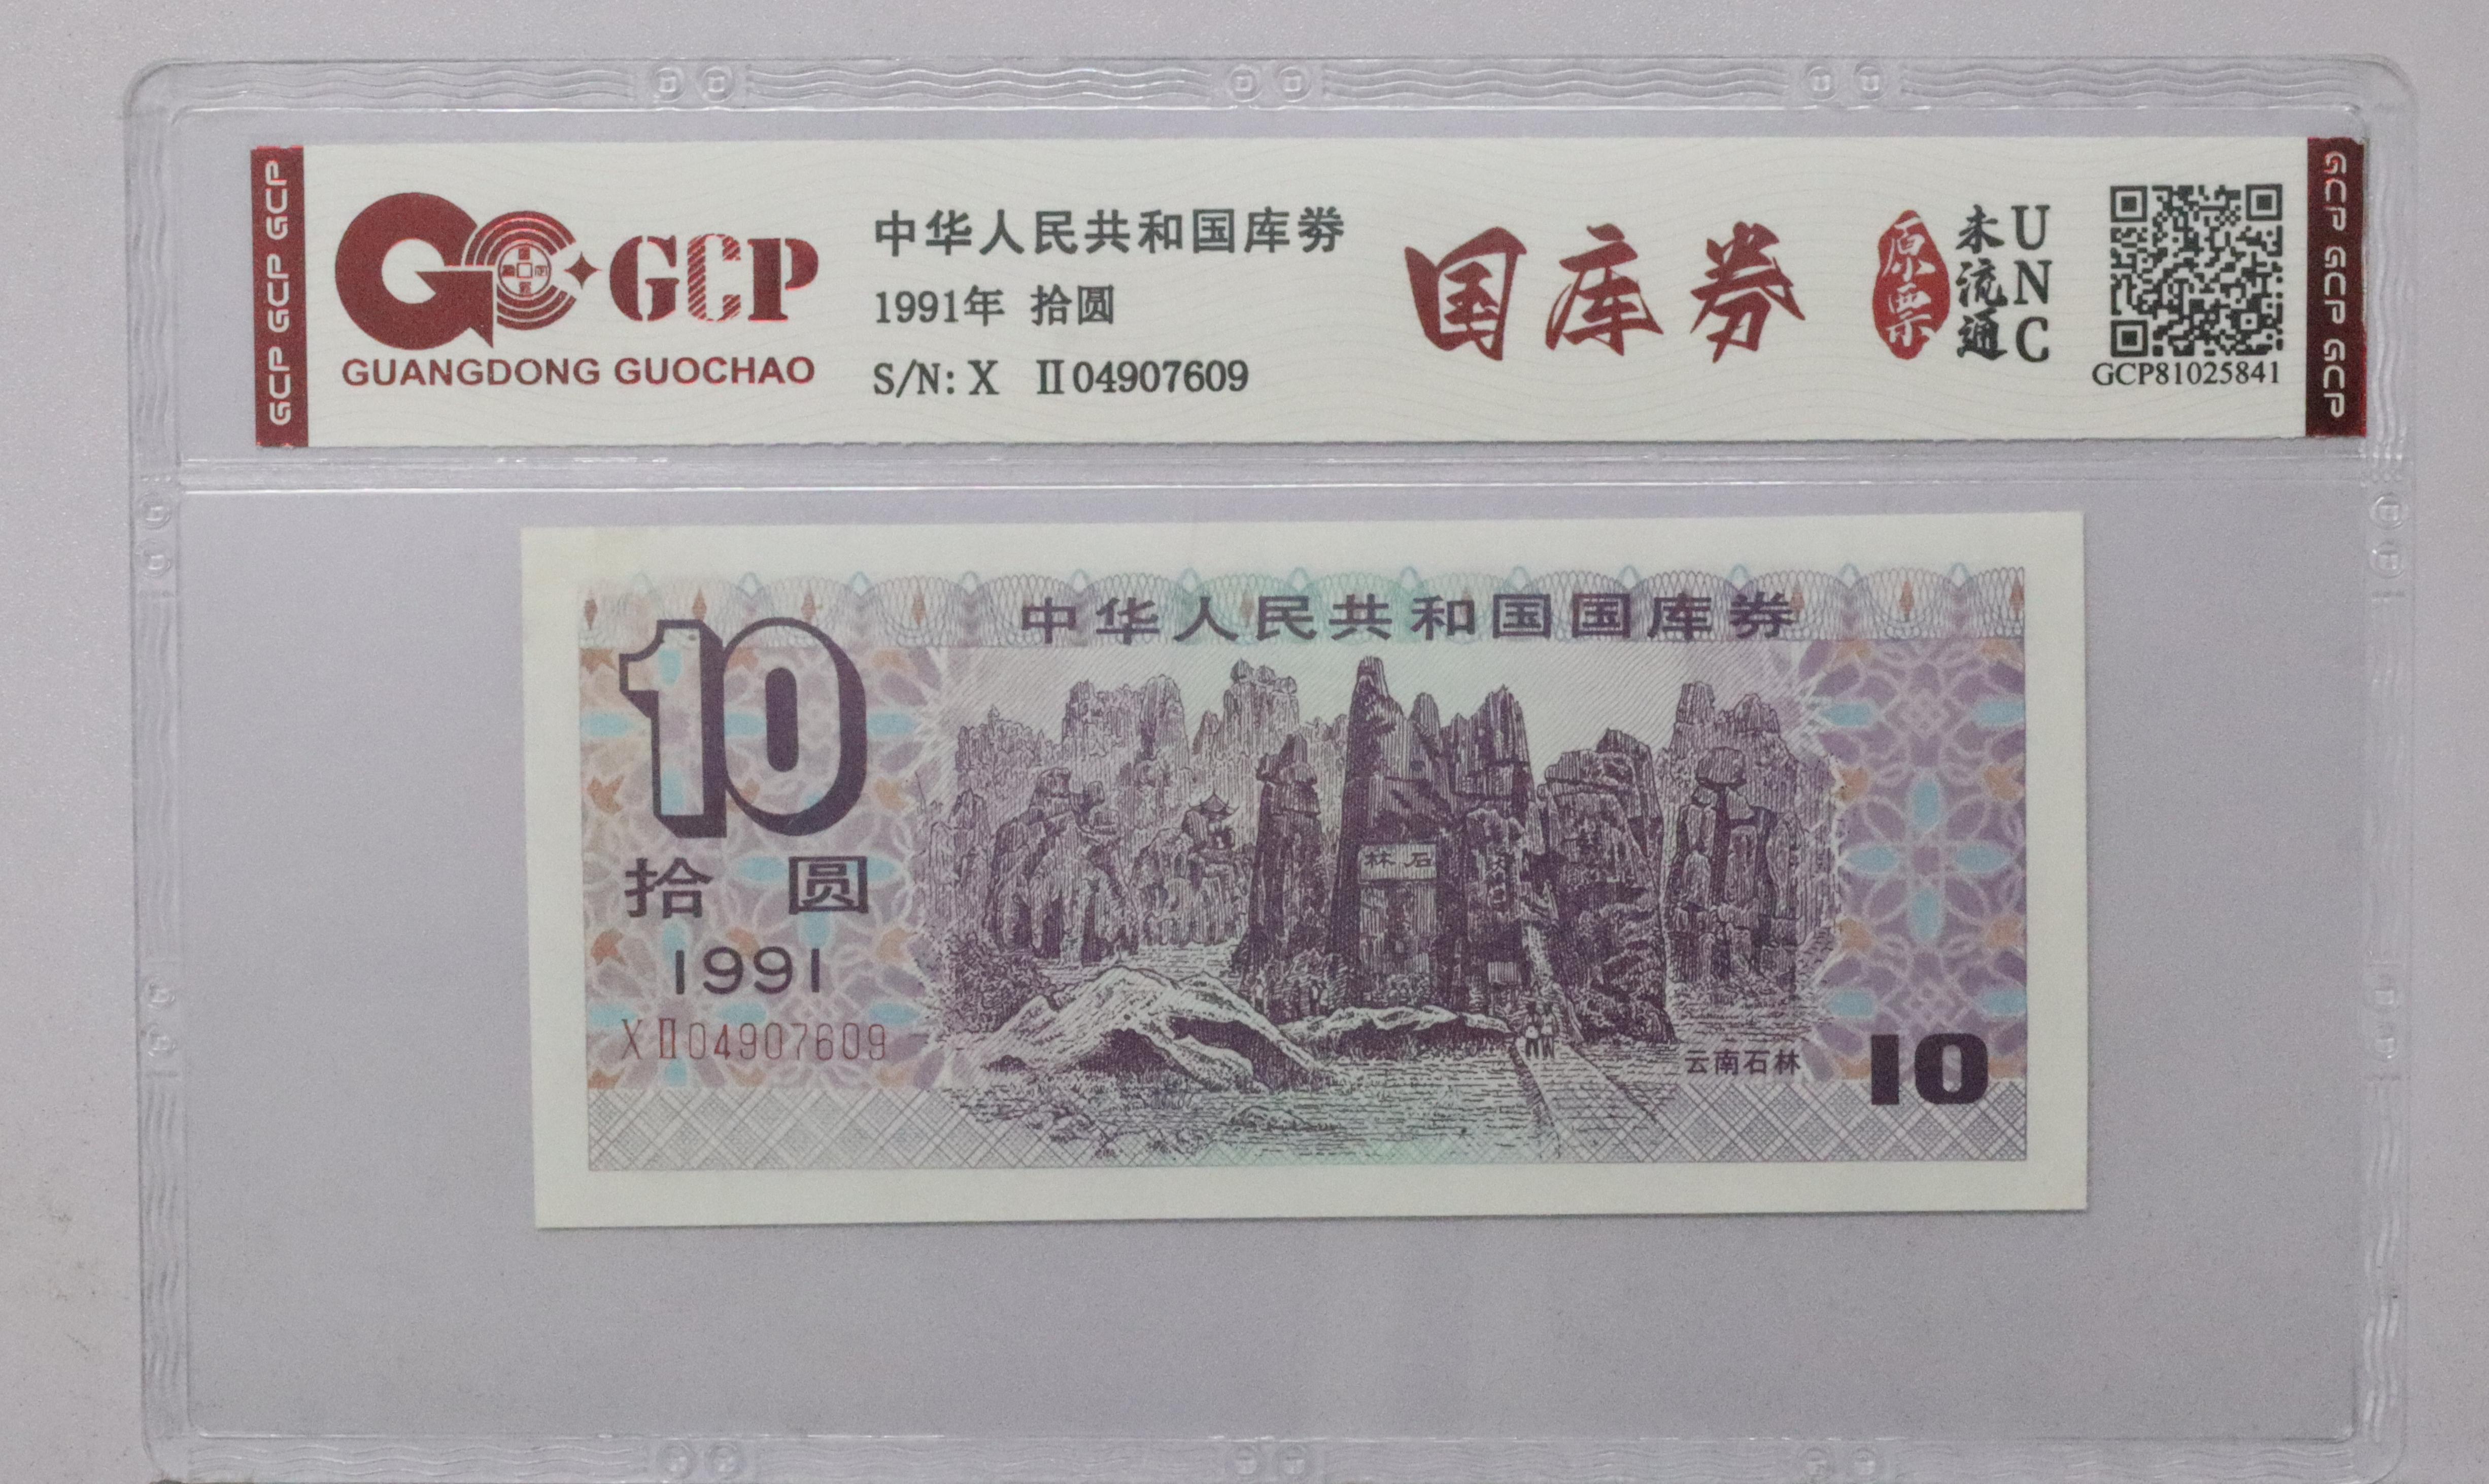 GCP GCP GCP
GCP
GUANGDONG GUOCHAO
中华人民共和国库券
1991年 拾圆
S/N: X Ⅱ04907609
国库券
原票
未流通
UNC
GCP81025841
GCP GCP GCP
中华人民共和国国库券
10
拾圆
1991
XⅡ04907609
林石
云南石林
10